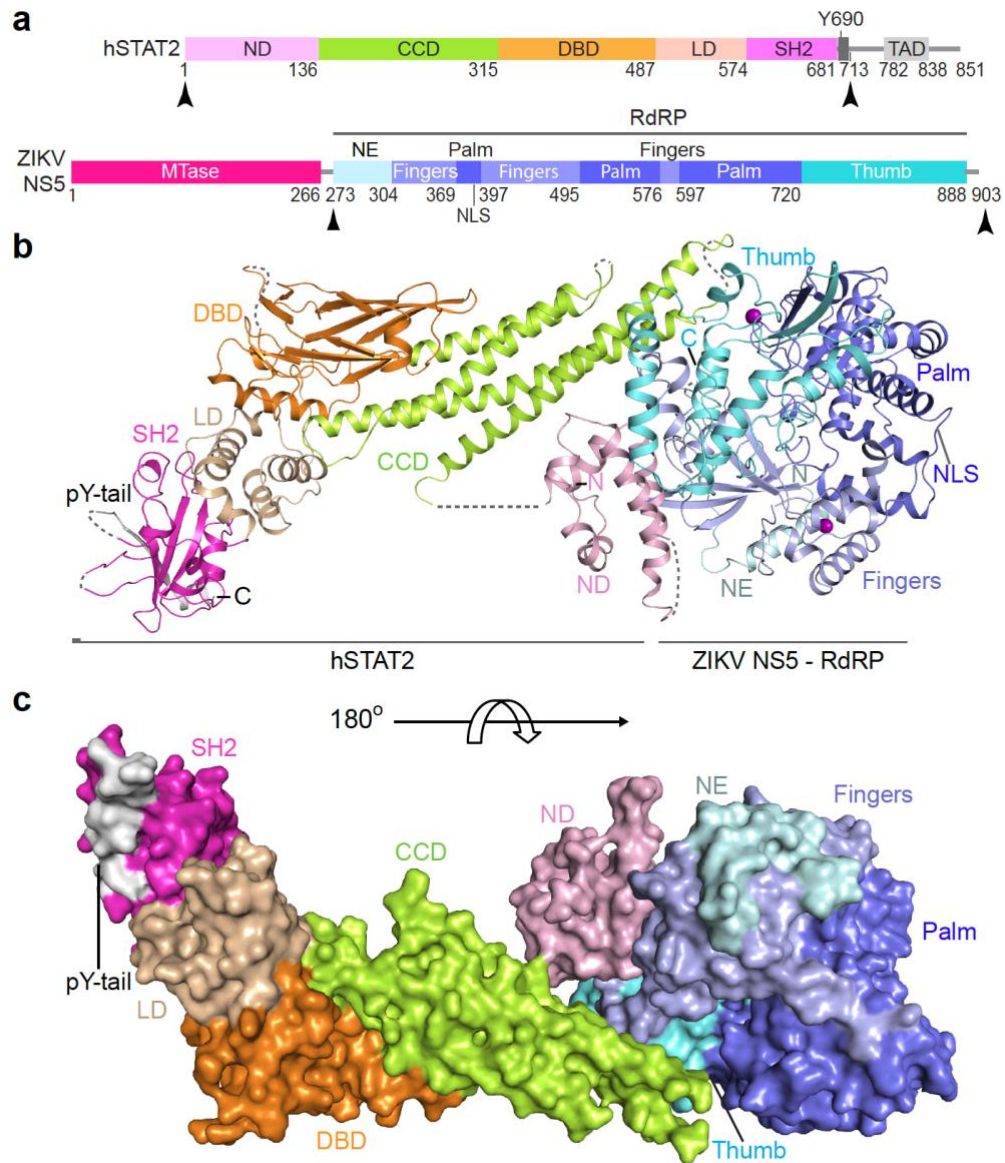 a
Y690
hSTAT2 ND CCD DBD LD SH2 TAD
1 136 315 487 574 681 713 782 838 851
RdRP
ZIKV NS5 MTase NE Fingers Palm Fingers Palm Fingers Palm Thumb
1 266 273 304 369 397 495 576 597 720 888 903
NLS
b
Thumb
DBD
C
Palm
LD
SH2
CCD
NLS
pY-tail
N
N
ND
NE
Fingers
C
hSTAT2
ZIKV NS5 - RdRP
c
180°
SH2
NE
ND
Fingers
CCD
Palm
pY-tail
LD
DBD
Thumb